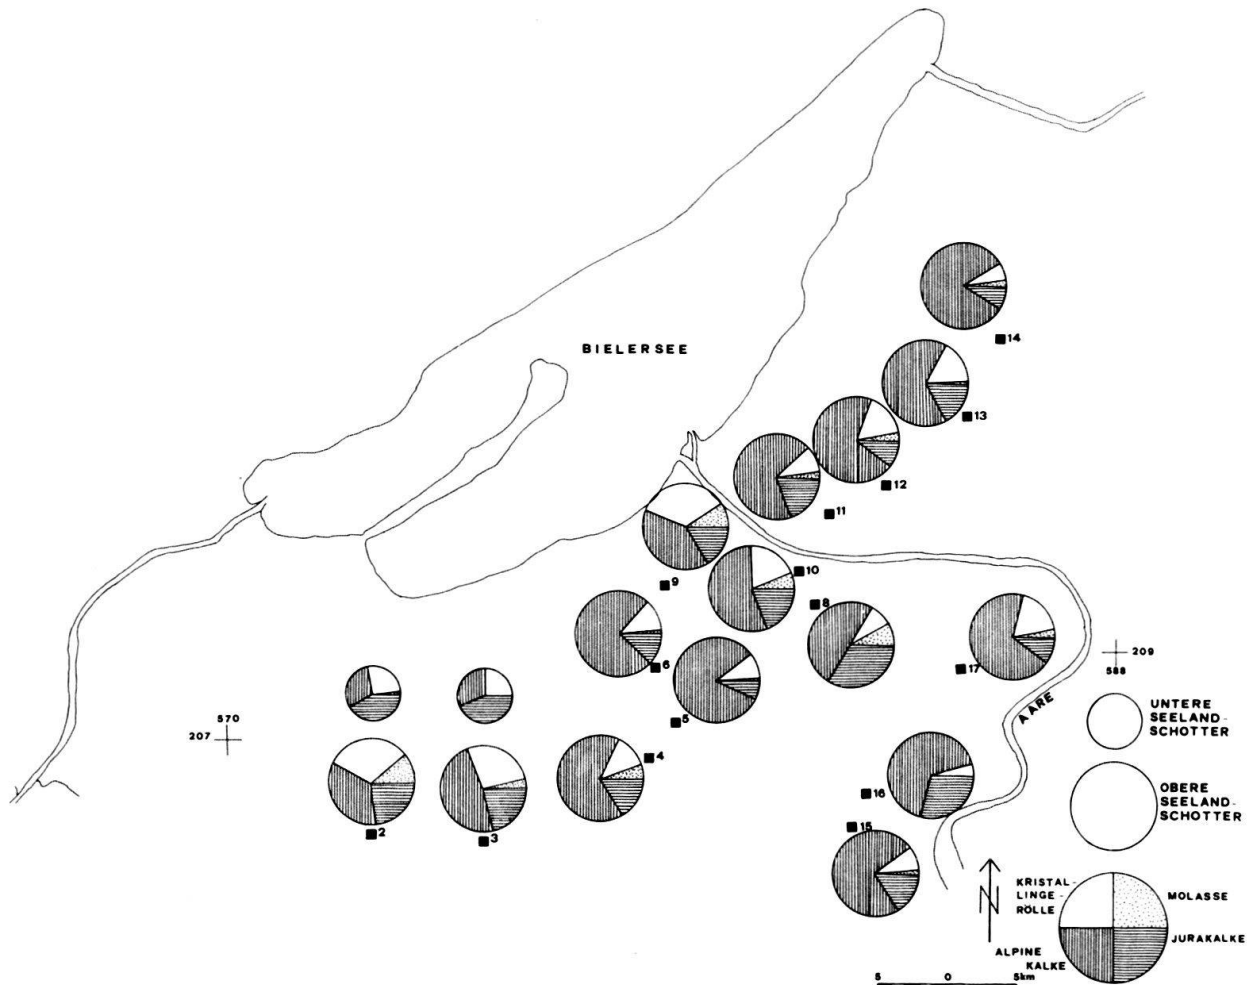 BIELERSEE
14
13
12
11
10
9
8
6
17
209
588
5
AARE
570
207
4
2
3
16
15
UNTERE
SEELAND-
SCHOTTER
OBERE
SEELAND-
SCHOTTER
KRISTAL-
LINGE-
RÖLLE
MOLASSE
N
ALPINE
KALKE
JURAKALKE
5 0 5km